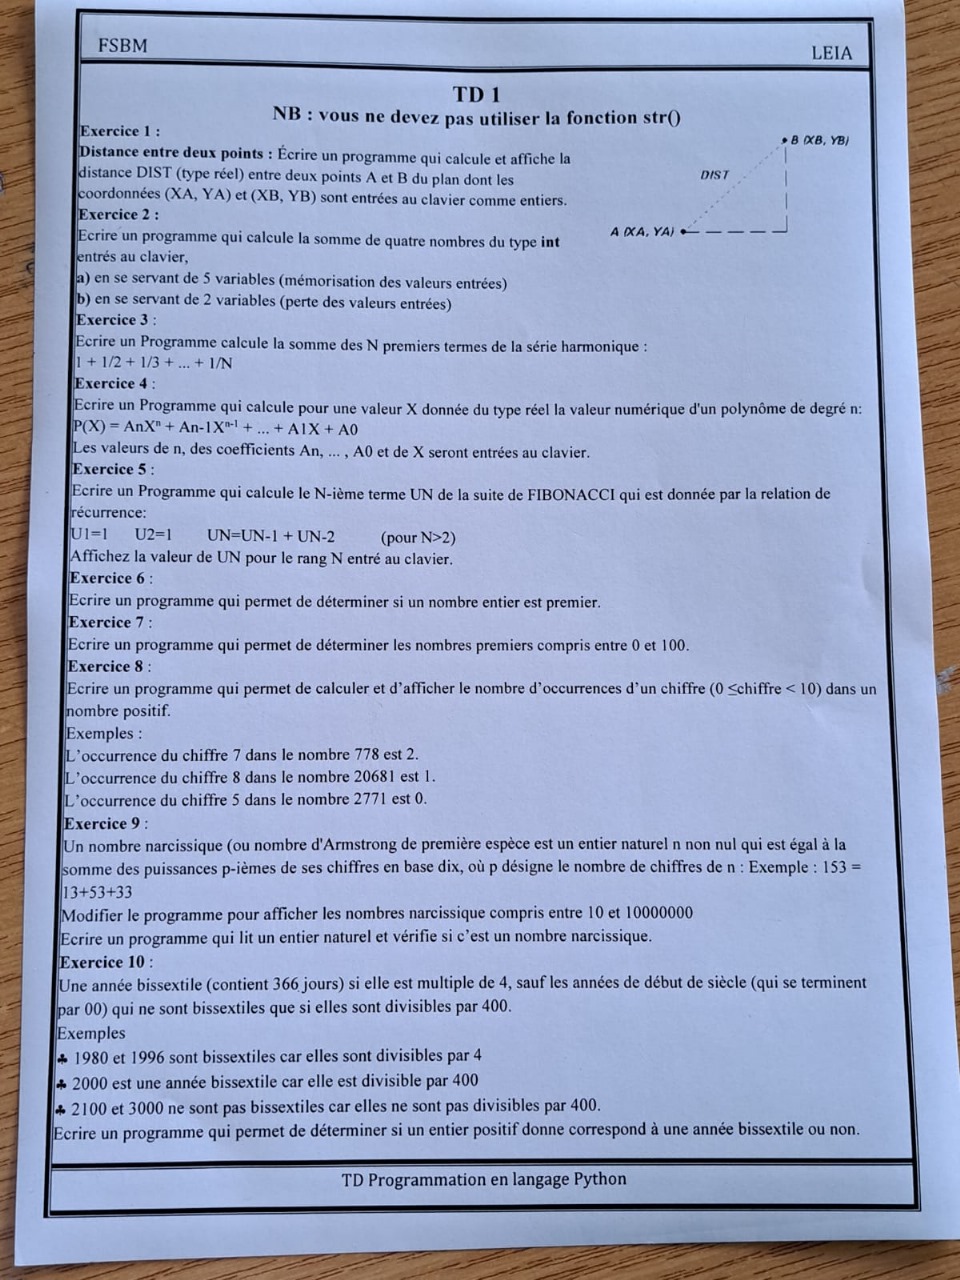 FSBM
LEIA
TD 1
NB : vous ne devez pas utiliser la fonction str()
Exercice 1 :
Distance entre deux points : Écrire un programme qui calcule et affiche la
distance DIST (type réel) entre deux points A et B du plan dont les
coordonnées (XA, YA) et (XB, YB) sont entrées au clavier comme entiers.
B (XB, YB)
DIST
A (XA, YA)
Exercice 2 :
Ecrire un programme qui calcule la somme de quatre nombres du type int
entrés au clavier,
a) en se servant de 5 variables (mémorisation des valeurs entrées)
b) en se servant de 2 variables (perte des valeurs entrées)
Exercice 3 :
Ecrire un Programme calcule la somme des N premiers termes de la série harmonique :
1 + 1/2 + 1/3 + ... + 1/N
Exercice 4 :
Ecrire un Programme qui calcule pour une valeur X donnée du type réel la valeur numérique d'un polynôme de degré n:
P(X) = AnXⁿ + An-1Xⁿ⁻¹ + ... + A1X + A0
Les valeurs de n, des coefficients An, ... , A0 et de X seront entrées au clavier.
Exercice 5 :
Ecrire un Programme qui calcule le N-ième terme UN de la suite de FIBONACCI qui est donnée par la relation de
récurrence:
U1=1 U2=1 UN=UN-1 + UN-2 (pour N>2)
Affichez la valeur de UN pour le rang N entré au clavier.
Exercice 6 :
Ecrire un programme qui permet de déterminer si un nombre entier est premier.
Exercice 7 :
Ecrire un programme qui permet de déterminer les nombres premiers compris entre 0 et 100.
Exercice 8 :
Ecrire un programme qui permet de calculer et d'afficher le nombre d'occurrences d'un chiffre (0 ≤chiffre < 10) dans un
nombre positif.
Exemples :
L'occurrence du chiffre 7 dans le nombre 778 est 2.
L'occurrence du chiffre 8 dans le nombre 20681 est 1.
L'occurrence du chiffre 5 dans le nombre 2771 est 0.
Exercice 9 :
Un nombre narcissique (ou nombre d'Armstrong de première espèce est un entier naturel n non nul qui est égal à la
somme des puissances p-ièmes de ses chiffres en base dix, où p désigne le nombre de chiffres de n : Exemple : 153 =
13+53+33
Modifier le programme pour afficher les nombres narcissique compris entre 10 et 10000000
Ecrire un programme qui lit un entier naturel et vérifie si c'est un nombre narcissique.
Exercice 10 :
Une année bissextile (contient 366 jours) si elle est multiple de 4, sauf les années de début de siècle (qui se terminent
par 00) qui ne sont bissextiles que si elles sont divisibles par 400.
Exemples
♣ 1980 et 1996 sont bissextiles car elles sont divisibles par 4
♣ 2000 est une année bissextile car elle est divisible par 400
♣ 2100 et 3000 ne sont pas bissextiles car elles ne sont pas divisibles par 400.
Ecrire un programme qui permet de déterminer si un entier positif donne correspond à une année bissextile ou non.
TD Programmation en langage Python